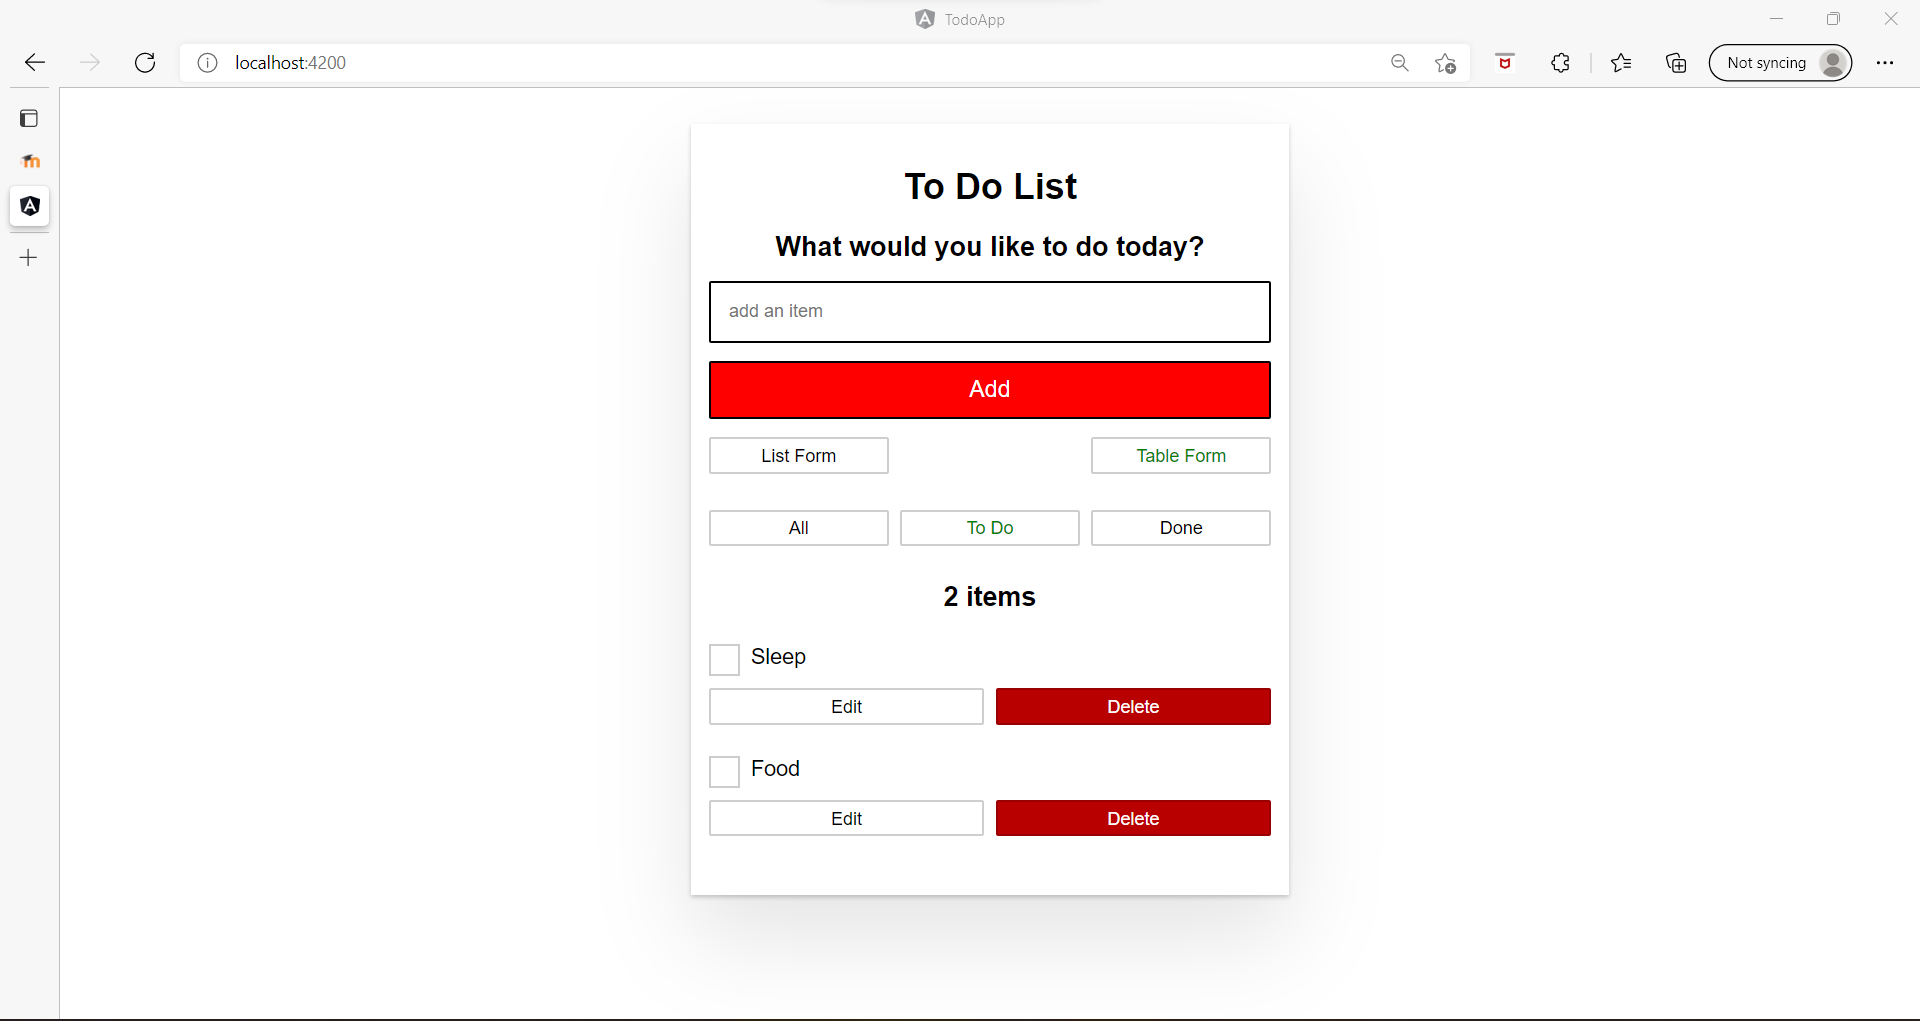 TodoApp
localhost:4200
Not syncing
To Do List
What would you like to do today?
add an item
Add
List Form Table Form
All To Do Done
2 items
Sleep
Edit Delete
Food
Edit Delete